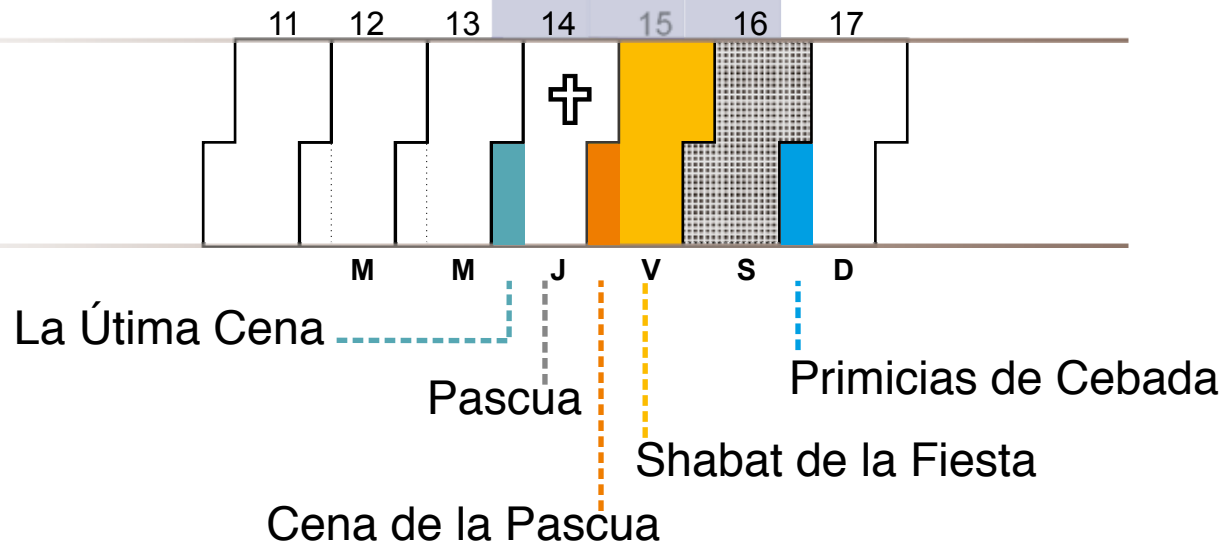 11 12 13 14 15 16 17
M M J V S D
La Útima Cena
Primicias de Cebada
Pascua
Shabat de la Fiesta
Cena de la Pascua